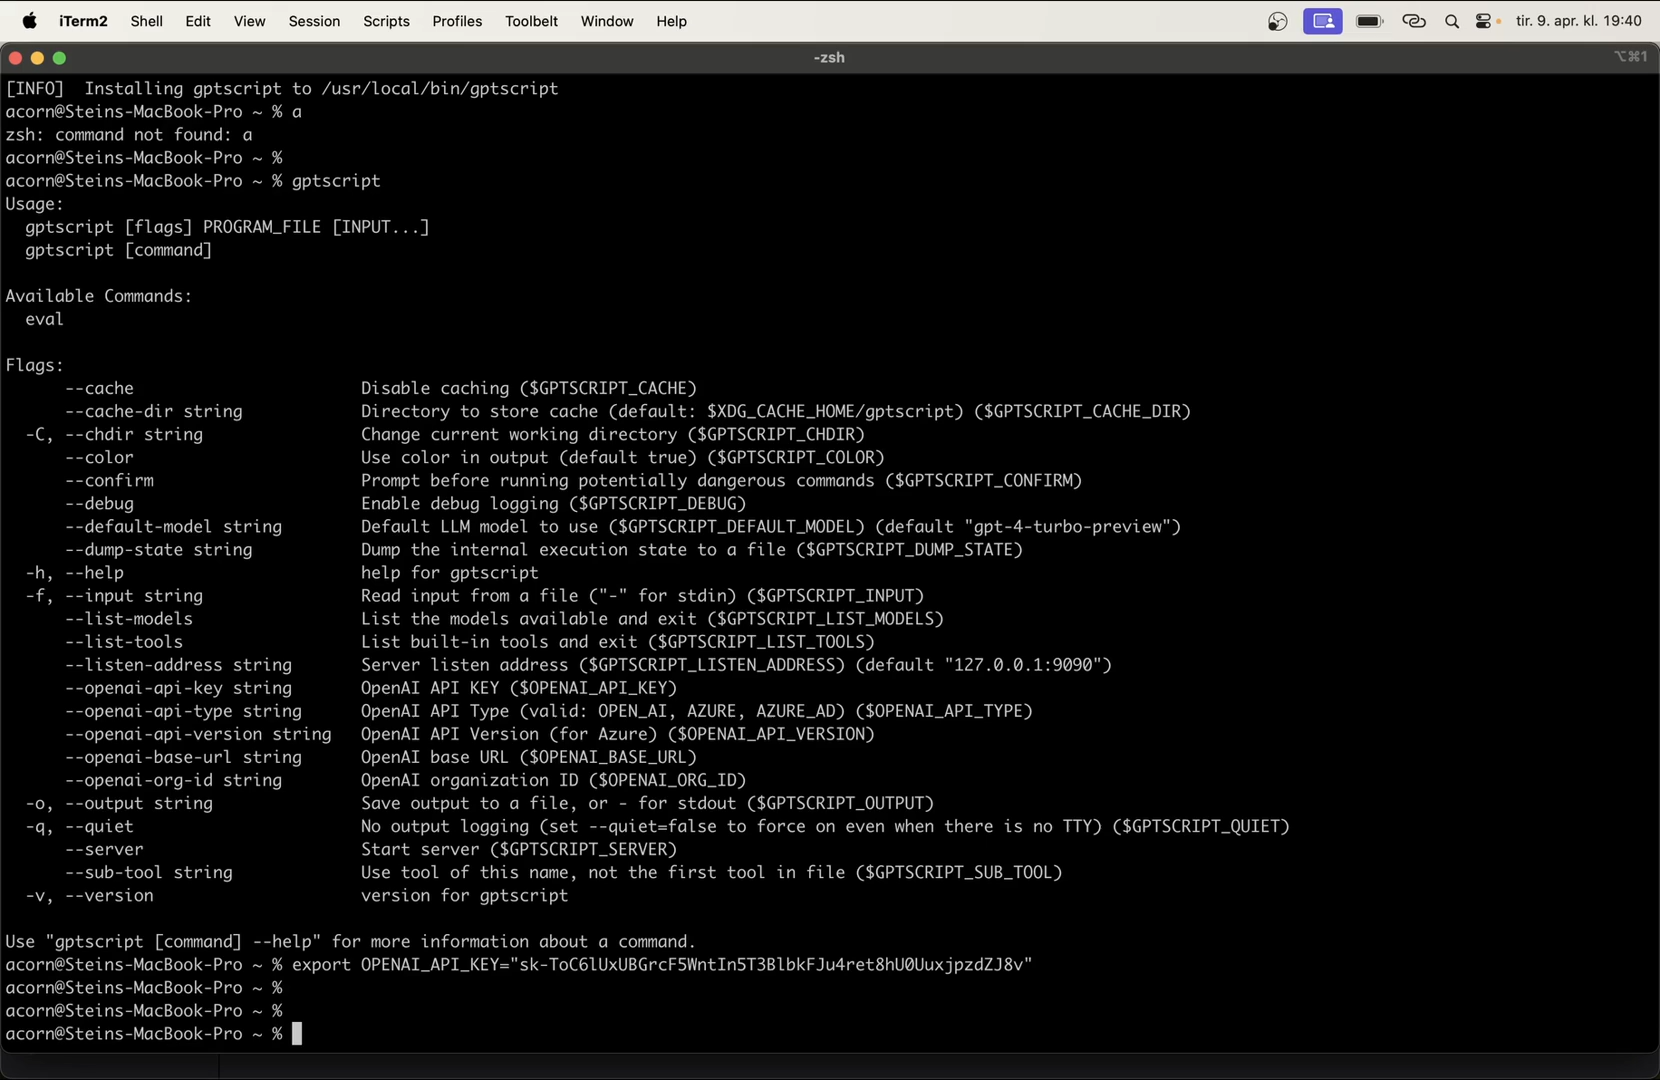 iTerm2 Shell Edit View Session Scripts Profiles Toolbelt Window Help tir. 9. apr. kl. 19:40
-zsh ⌥⌘1
[INFO]  Installing gptscript to /usr/local/bin/gptscript
acorn@Steins-MacBook-Pro ~ % a
zsh: command not found: a
acorn@Steins-MacBook-Pro ~ %
acorn@Steins-MacBook-Pro ~ % gptscript
Usage:
  gptscript [flags] PROGRAM_FILE [INPUT...]
  gptscript [command]

Available Commands:
  eval

Flags:
      --cache                       Disable caching ($GPTSCRIPT_CACHE)
      --cache-dir string            Directory to store cache (default: $XDG_CACHE_HOME/gptscript) ($GPTSCRIPT_CACHE_DIR)
  -C, --chdir string                Change current working directory ($GPTSCRIPT_CHDIR)
      --color                       Use color in output (default true) ($GPTSCRIPT_COLOR)
      --confirm                     Prompt before running potentially dangerous commands ($GPTSCRIPT_CONFIRM)
      --debug                       Enable debug logging ($GPTSCRIPT_DEBUG)
      --default-model string        Default LLM model to use ($GPTSCRIPT_DEFAULT_MODEL) (default "gpt-4-turbo-preview")
      --dump-state string           Dump the internal execution state to a file ($GPTSCRIPT_DUMP_STATE)
  -h, --help                        help for gptscript
  -f, --input string                Read input from a file ("-" for stdin) ($GPTSCRIPT_INPUT)
      --list-models                 List the models available and exit ($GPTSCRIPT_LIST_MODELS)
      --list-tools                  List built-in tools and exit ($GPTSCRIPT_LIST_TOOLS)
      --listen-address string       Server listen address ($GPTSCRIPT_LISTEN_ADDRESS) (default "127.0.0.1:9090")
      --openai-api-key string       OpenAI API KEY ($OPENAI_API_KEY)
      --openai-api-type string      OpenAI API Type (valid: OPEN_AI, AZURE, AZURE_AD) ($OPENAI_API_TYPE)
      --openai-api-version string   OpenAI API Version (for Azure) ($OPENAI_API_VERSION)
      --openai-base-url string      OpenAI base URL ($OPENAI_BASE_URL)
      --openai-org-id string        OpenAI organization ID ($OPENAI_ORG_ID)
  -o, --output string               Save output to a file, or - for stdout ($GPTSCRIPT_OUTPUT)
  -q, --quiet                       No output logging (set --quiet=false to force on even when there is no TTY) ($GPTSCRIPT_QUIET)
      --server                      Start server ($GPTSCRIPT_SERVER)
      --sub-tool string             Use tool of this name, not the first tool in file ($GPTSCRIPT_SUB_TOOL)
  -v, --version                     version for gptscript

Use "gptscript [command] --help" for more information about a command.
acorn@Steins-MacBook-Pro ~ % export OPENAI_API_KEY="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"
acorn@Steins-MacBook-Pro ~ %
acorn@Steins-MacBook-Pro ~ %
acorn@Steins-MacBook-Pro ~ %